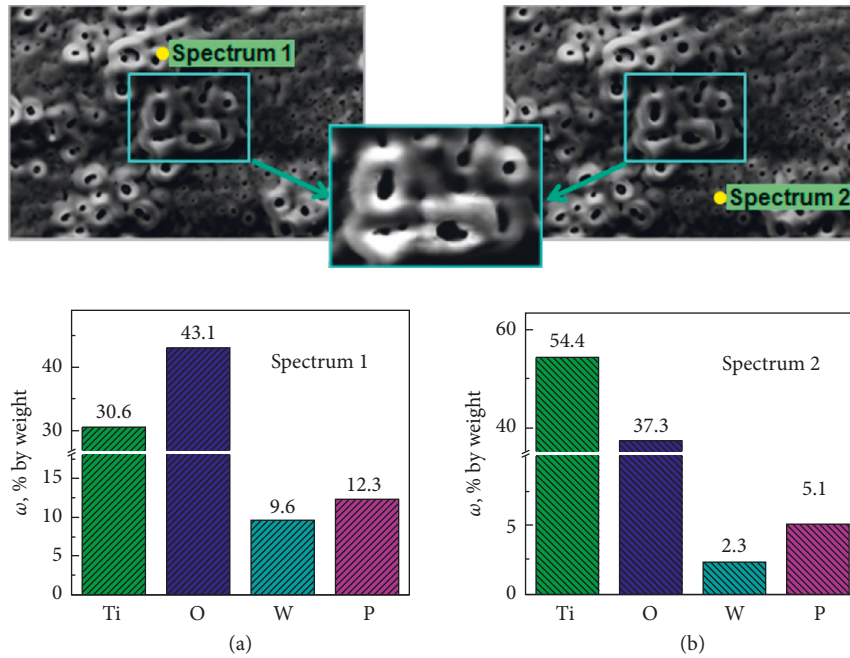 Spectrum 1
Spectrum 2
ω, % by weight
40
30
15
10
5
0
30.6
43.1
9.6
12.3
Spectrum 1
Ti O W P
(a)
ω, % by weight
60
40
5
0
54.4
37.3
2.3
5.1
Spectrum 2
Ti O W P
(b)